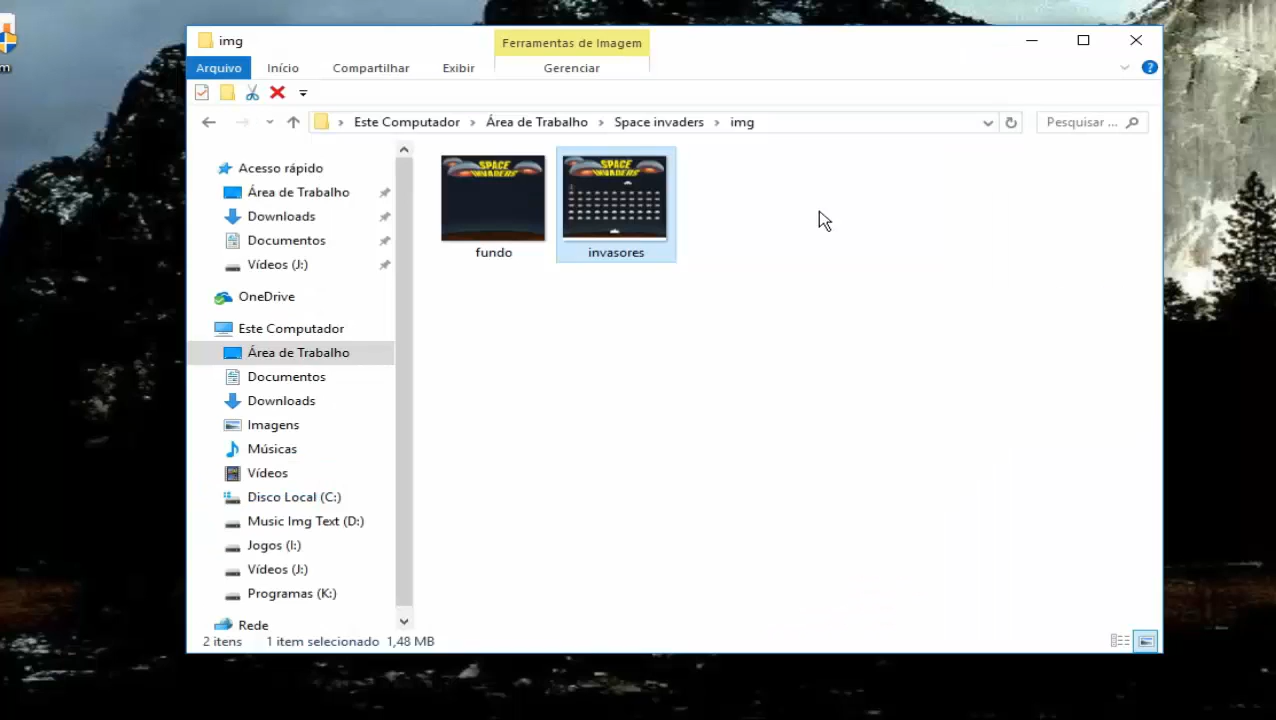 m
img
Ferramentas de Imagem
Arquivo Início Compartilhar Exibir Gerenciar
?
Este Computador Área de Trabalho Space invaders img
Pesquisar ...
Acesso rápido
Área de Trabalho
Downloads
Documentos
Vídeos (J:)
OneDrive
Este Computador
Área de Trabalho
Documentos
Downloads
Imagens
Músicas
Vídeos
Disco Local (C:)
Music Img Text (D:)
Jogos (I:)
Vídeos (J:)
Programas (K:)
Rede
SPACE
INVADERS
fundo
SPACE
INVADERS
invasores
2 itens 1 item selecionado 1,48 MB